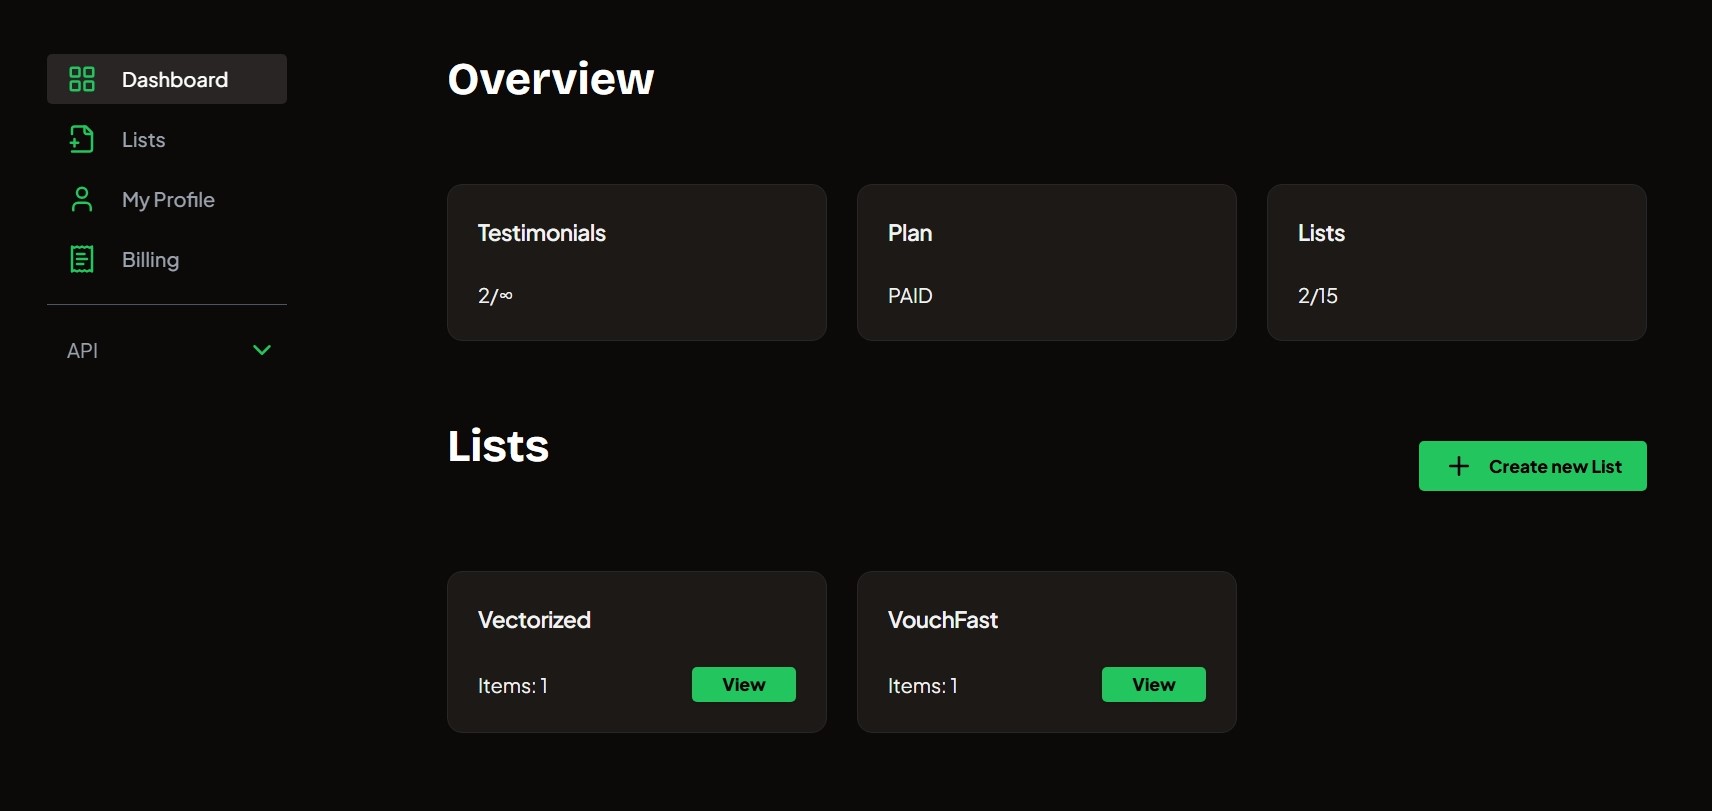 Dashboard
Lists
My Profile
Billing
API
Overview
Testimonials
2/∞
Plan
PAID
Lists
2/15
Lists
Create new List
Vectorized
Items: 1
View
VouchFast
Items: 1
View